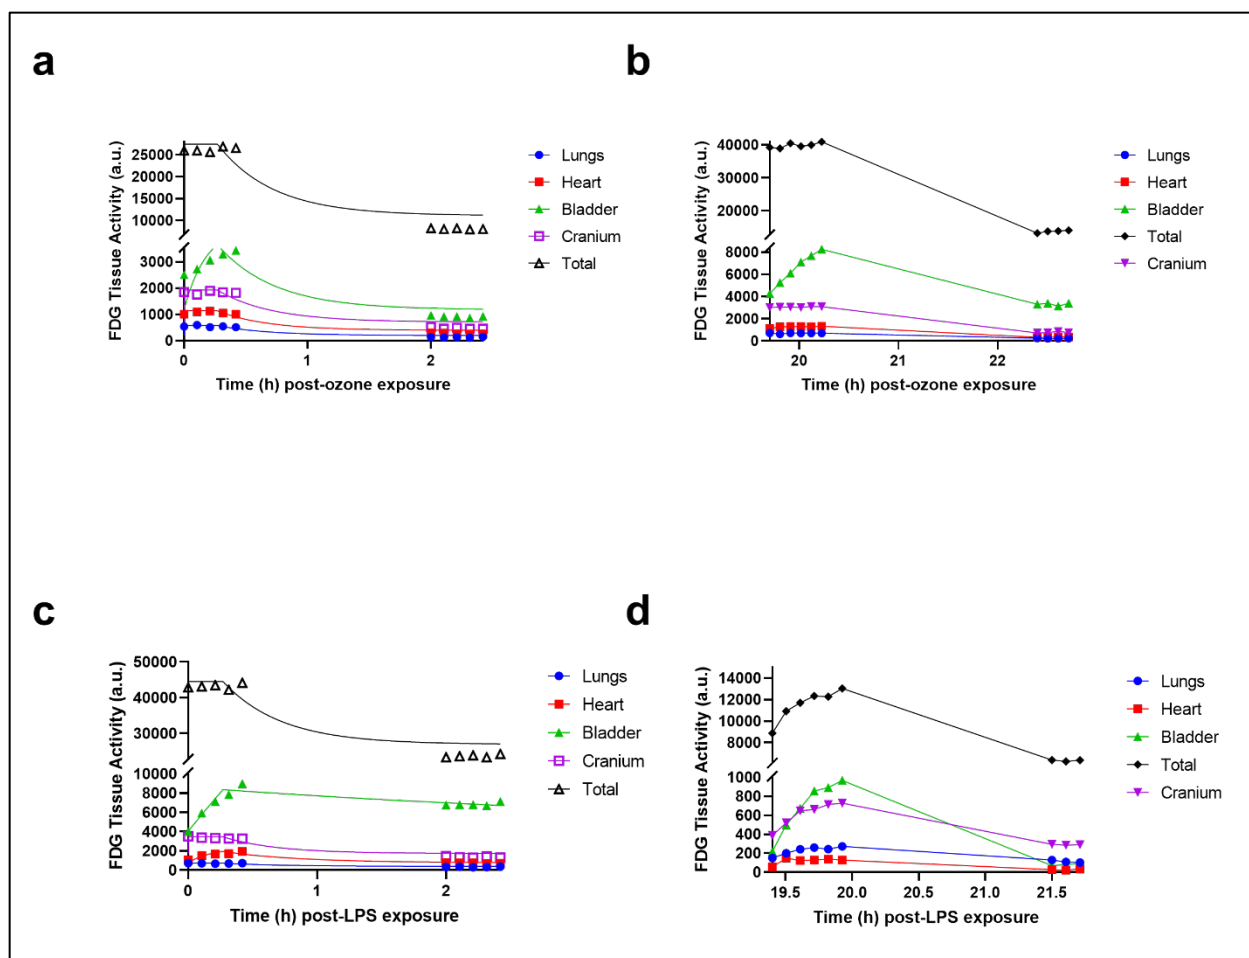 a
FDG Tissue Activity (a.u.)
25000
20000
15000
10000
3000
2000
1000
0
0
1
2
Time (h) post-ozone exposure
Lungs
Heart
Bladder
Cranium
Total
b
FDG Tissue Activity (a.u.)
40000
30000
20000
8000
6000
4000
2000
0
20
21
22
Time (h) post-ozone exposure
Lungs
Heart
Bladder
Total
Cranium
c
FDG Tissue Activity (a.u.)
50000
40000
30000
10000
8000
6000
4000
2000
0
0
1
2
Time (h) post-LPS exposure
Lungs
Heart
Bladder
Cranium
Total
d
FDG Tissue Activity (a.u.)
14000
12000
10000
8000
1000
800
600
400
200
0
19.5
20.0
20.5
21.0
21.5
Time (h) post-LPS exposure
Lungs
Heart
Bladder
Total
Cranium